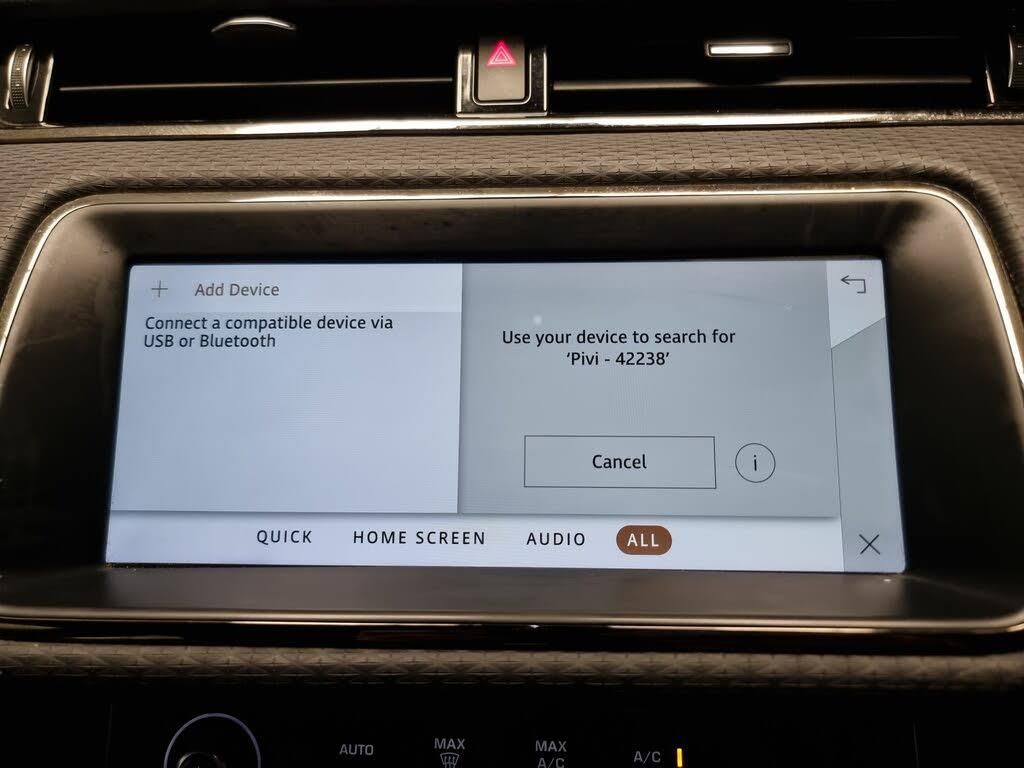 + Add Device
Connect a compatible device via
USB or Bluetooth
Use your device to search for
‘Pivi - 42238’
Cancel
i
QUICK
HOME SCREEN
AUDIO
ALL
AUTO
MAX
MAX
A/C
A/C